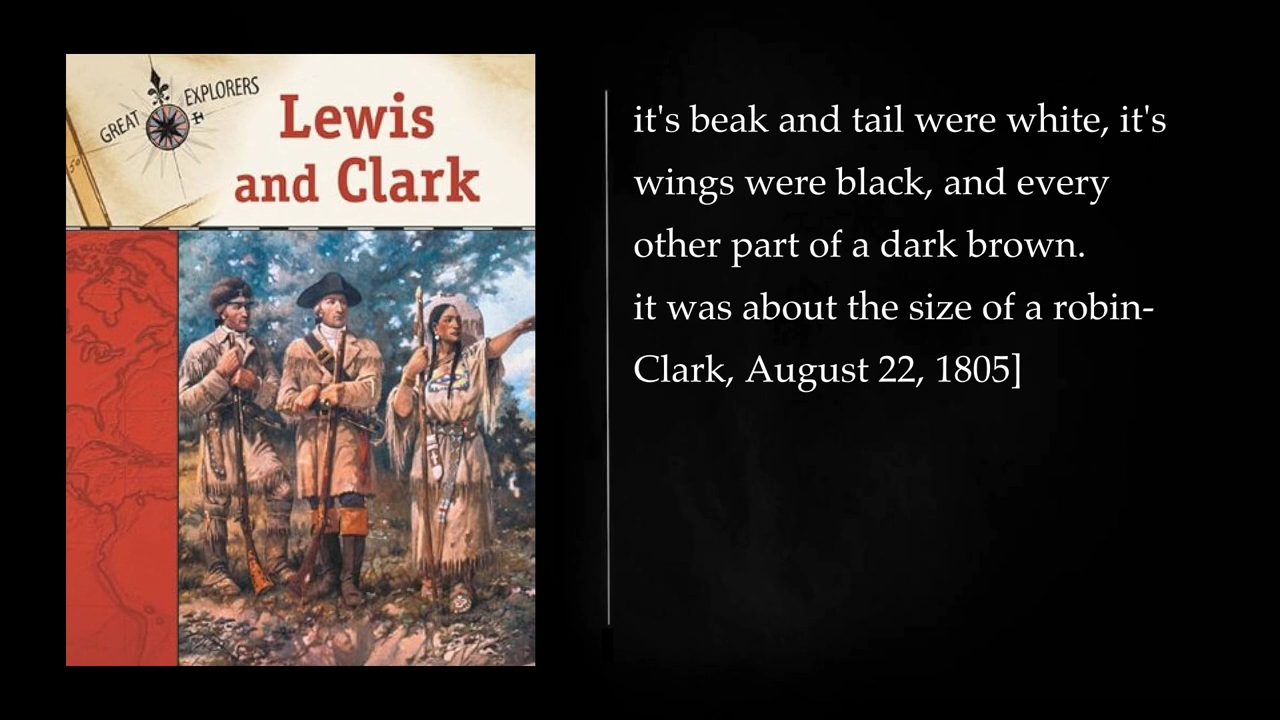 GREAT EXPLORERS
Lewis
and Clark
50
it's beak and tail were white, it's
wings were black, and every
other part of a dark brown.
it was about the size of a robin-
Clark, August 22, 1805]